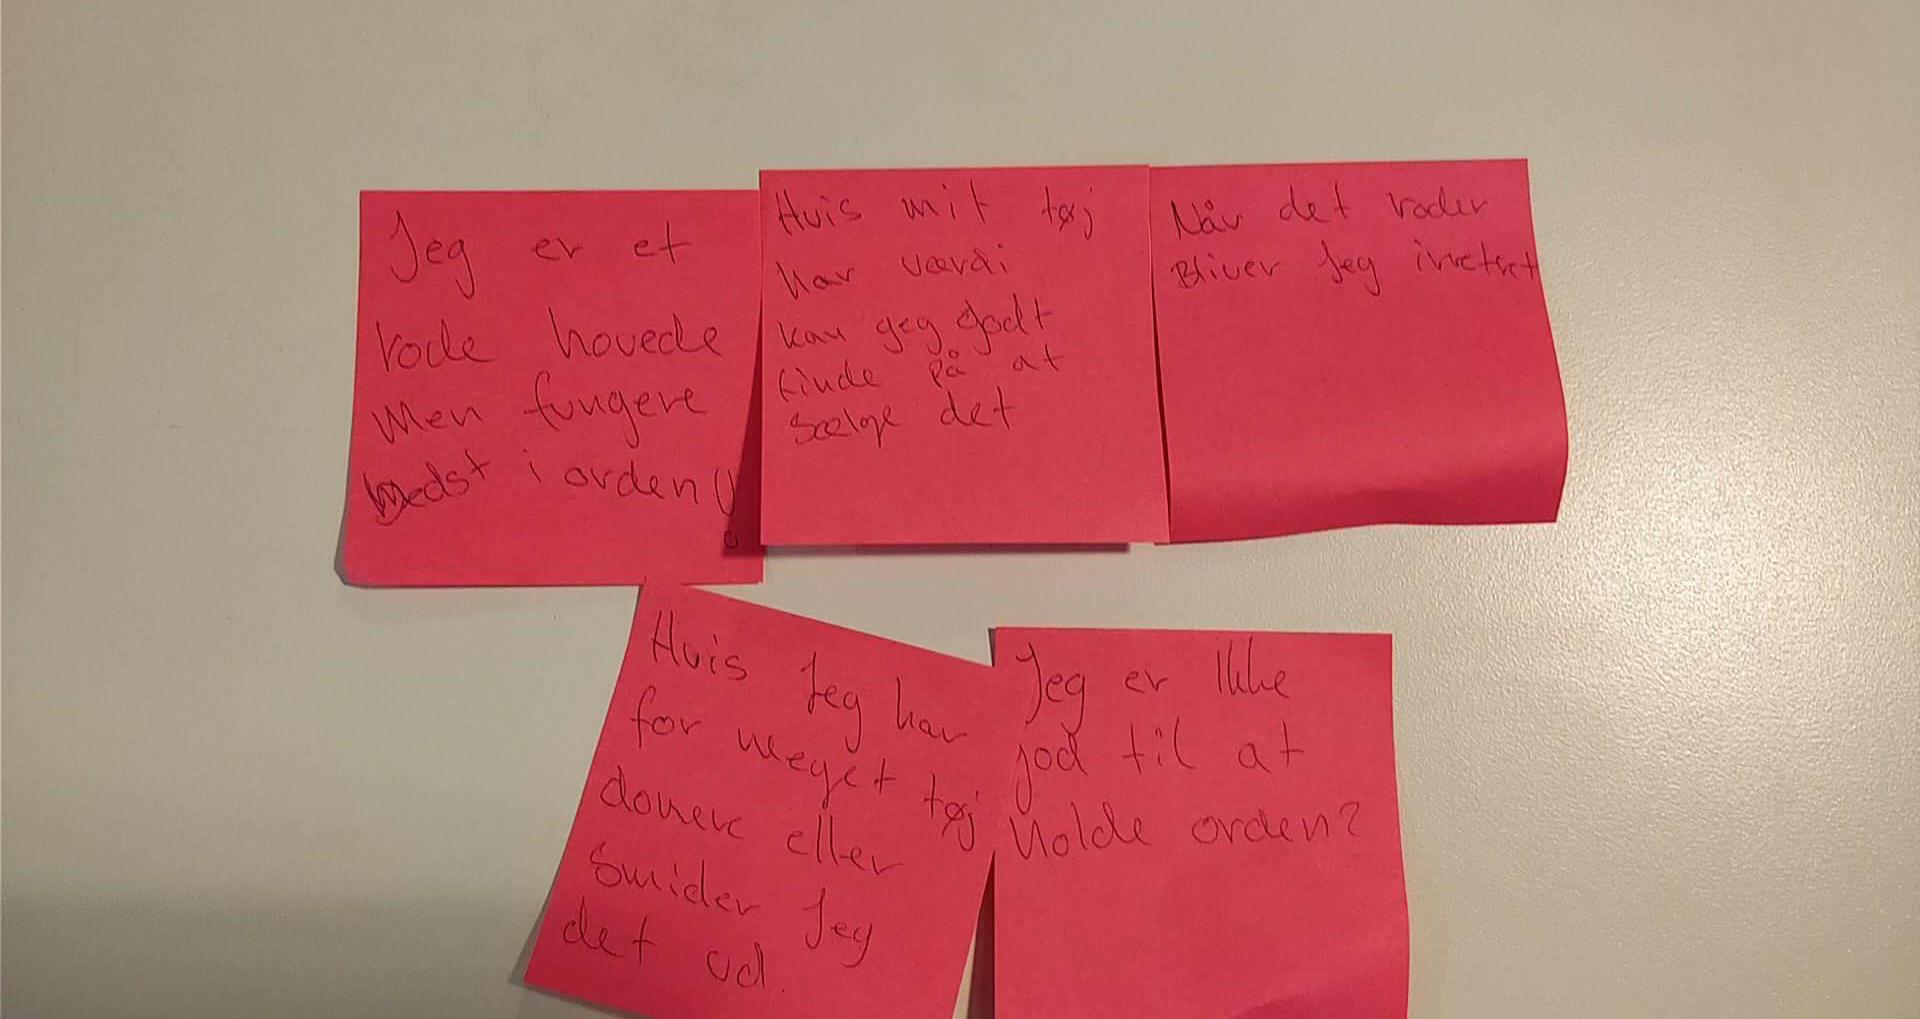 Jeg er et
rode hovede
Men fungere
bedst i orden!
Hvis mit tøj
har værdi
kan geg godt
finde på at
sælge det
Når det roder
Bliver Jeg irretret
Hvis Jeg har
for meget tøj
donere eller
smider Jeg
det ud.
Jeg er Ikke
god til at
holde orden?